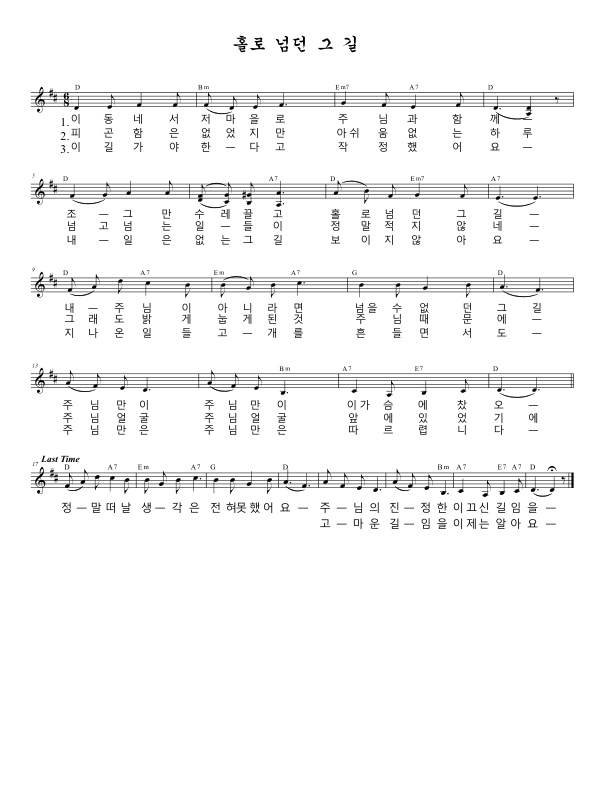 홀로 넘던 그 길
D Bm Em7 A7 D
1. 이 동 네 서 저 마 을 로 주 님 과 함 께 —
2. 피 곤 함 은 없 었 지 만 아 쉬 움 없 는 하 루
3. 이 길 가 야 한 — 다 고 작 정 했 어 요 —
5 D A7 D Em7 A7
조 — 그 만 수 레 끌 고 홀 로 넘 던 그 길 —
넘 고 넘 는 일 — 들 이 정 말 적 지 않 네 —
내 — 일 은 없 는 그 길 보 이 지 않 아 요 —
9 D A7 Em A7 G D
내 — 주 님 이 아 니 라 면 넘 을 수 없 던 그 길
그 래 도 밝 게 눕 게 된 것 주 님 때 문 에 —
지 나 온 일 들 고 — 개 를 흔 들 면 서 도 —
13 D Bm A7 E7 D
주 님 만 이 주 님 만 이 이 가 슴 에 찼 오 —
주 님 얼 굴 주 님 얼 굴 앞 에 있 었 기 에
주 님 만 은 주 님 만 은 따 르 렵 니 다 —
Last Time
17 D A7 Em A7 G D Bm A7 E7 A7 D
정 — 말 떠 날 생 — 각 은 전 혀 못 했 어 요 — 주 — 님 의 진 — 정 한 이 끄 신 길 임 을 —
고 — 마 운 길 — 임 을 이 제 는 알 아 요 —